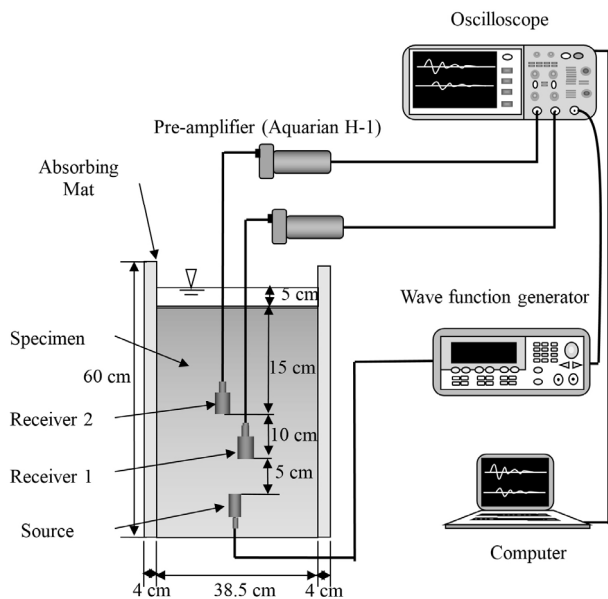 Oscilloscope
Pre-amplifier (Aquarian H-1)
Absorbing
Mat
5 cm
Wave function generator
Specimen
15 cm
60 cm
Receiver 2
10 cm
Receiver 1
5 cm
Source
Computer
4 cm
38.5 cm
4 cm